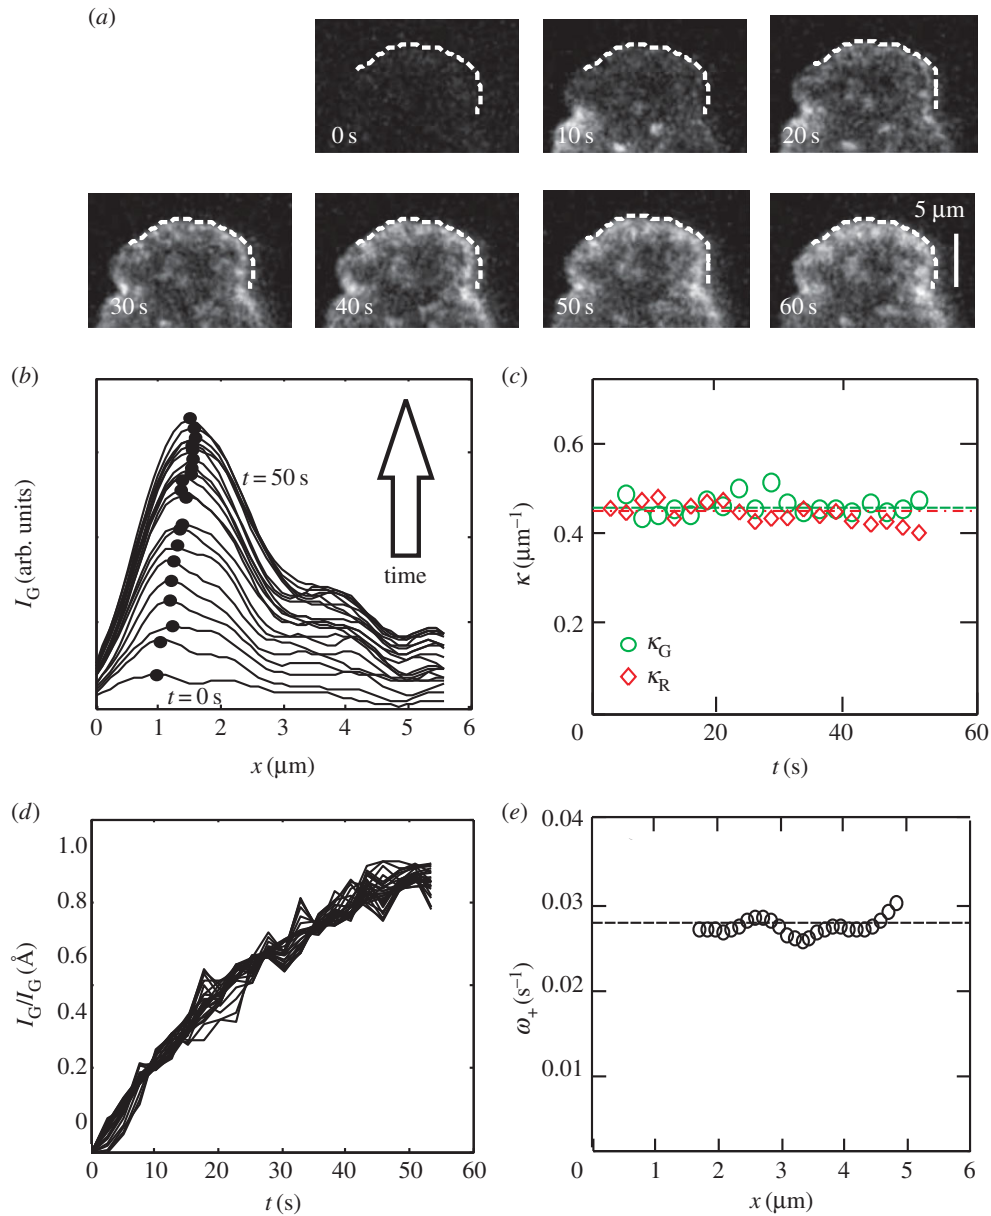 (a)
0 s
10 s
20 s
30 s
40 s
50 s
60 s
5 μm
(b)
I_G (arb. units)
t = 50 s
time
t = 0 s
0 1 2 3 4 5 6
x (μm)
(c)
κ (μm⁻¹)
0.6
0.4
0.2
0 20 40 60
κ_G
κ_R
t (s)
(d)
I_G/I_G (Å)
1.0
0.8
0.6
0.4
0.2
0
0 10 20 30 40 50 60
t (s)
(e)
ω₊ (s⁻¹)
0.04
0.03
0.02
0.01
0 1 2 3 4 5 6
x (μm)